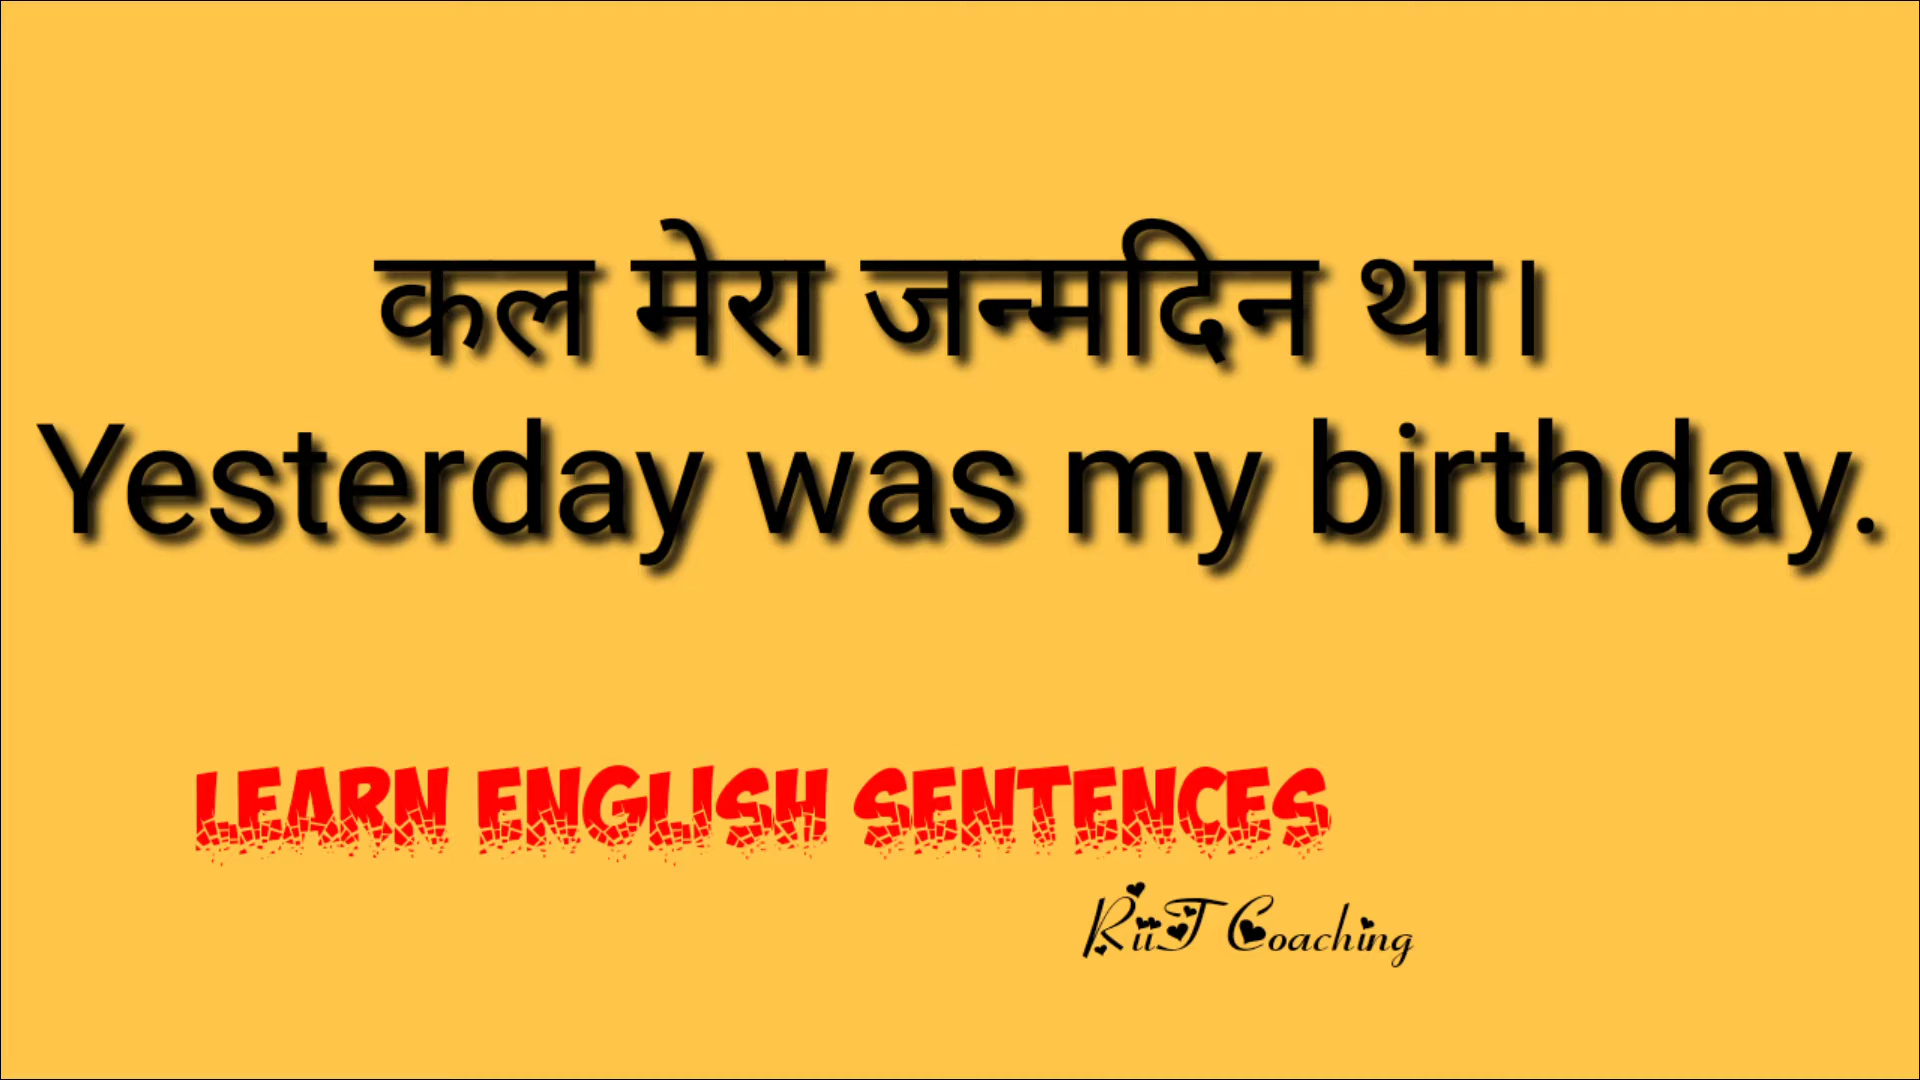 कल मेरा जन्मदिन था।
Yesterday was my birthday.
LEARN ENGLISH SENTENCES
RiiT Coaching